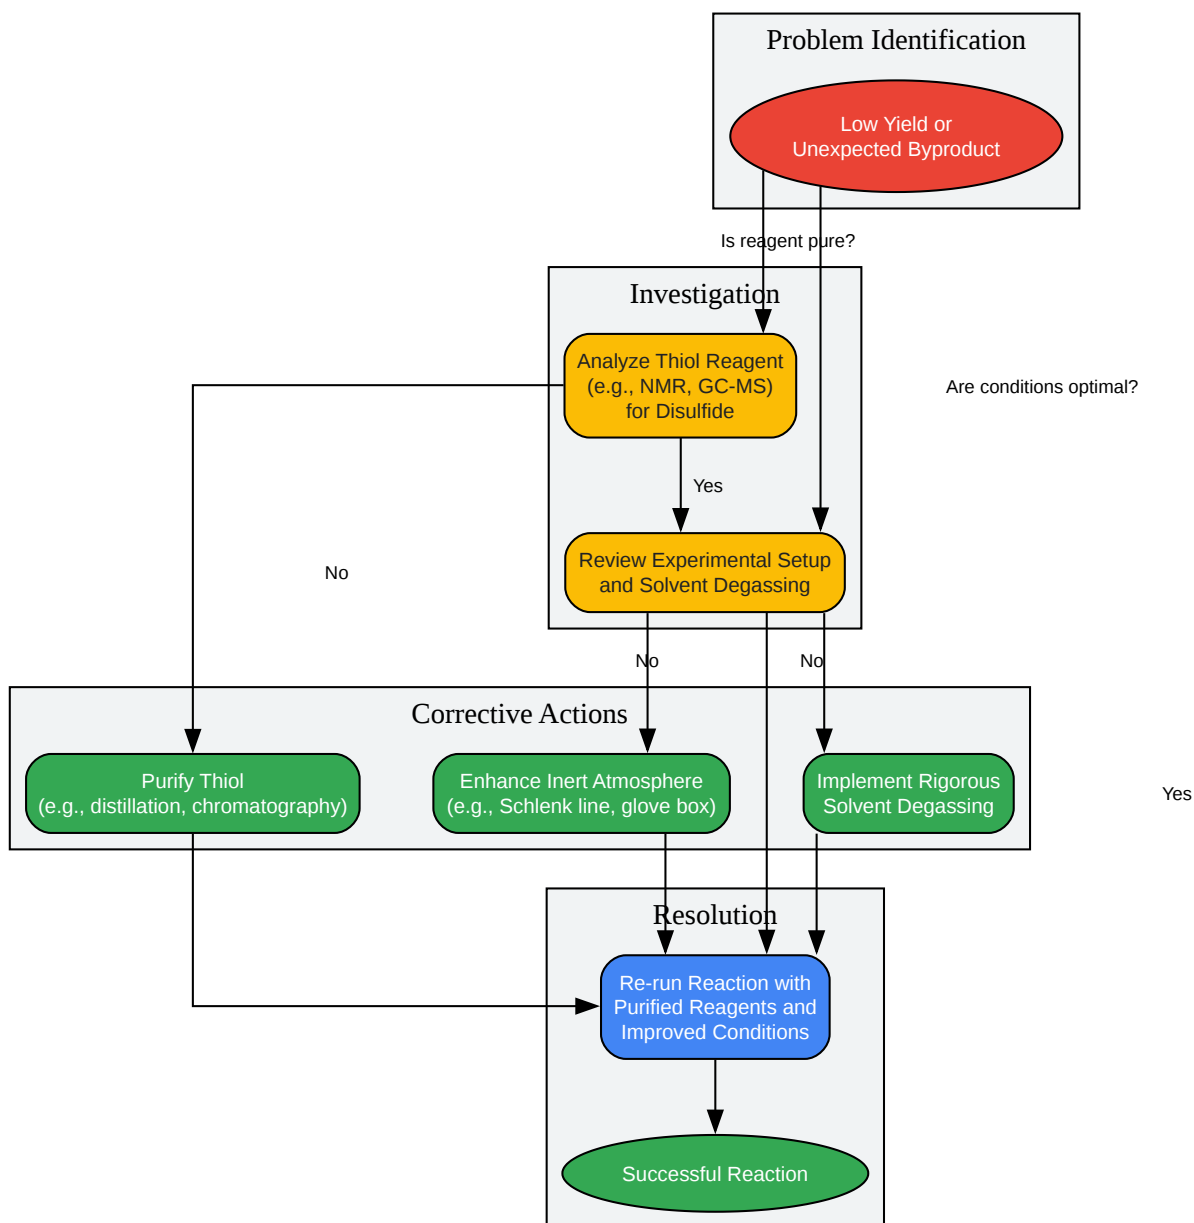 Problem Identification
Low Yield or
Unexpected Byproduct
Is reagent pure?
Investigation
Analyze Thiol Reagent
(e.g., NMR, GC-MS)
for Disulfide
Are conditions optimal?
Yes
Review Experimental Setup
and Solvent Degassing
No
No
No
Corrective Actions
Purify Thiol
(e.g., distillation, chromatography)
Enhance Inert Atmosphere
(e.g., Schlenk line, glove box)
Implement Rigorous
Solvent Degassing
Yes
Resolution
Re-run Reaction with
Purified Reagents and
Improved Conditions
Successful Reaction